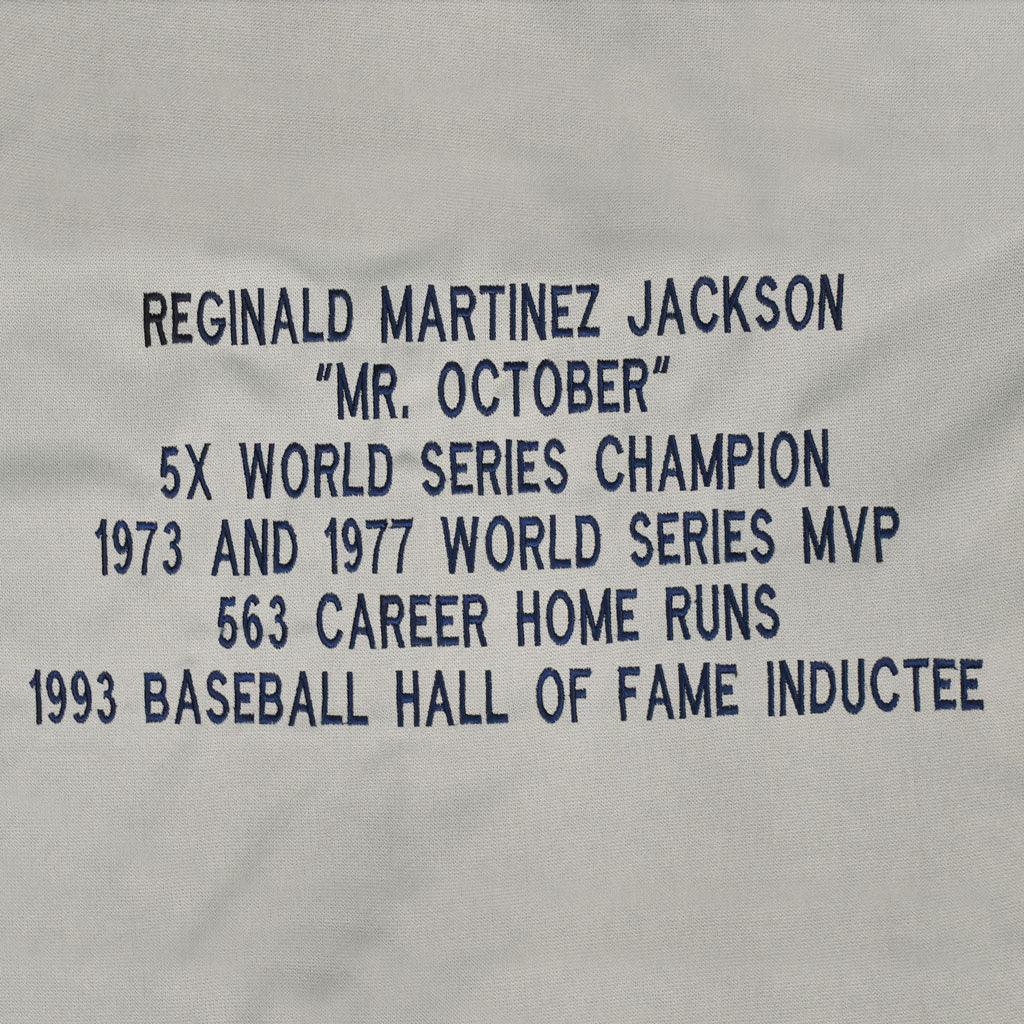 REGINALD MARTINEZ JACKSON
"MR. OCTOBER"
5X WORLD SERIES CHAMPION
1973 AND 1977 WORLD SERIES MVP
563 CAREER HOME RUNS
1993 BASEBALL HALL OF FAME INDUCTEE